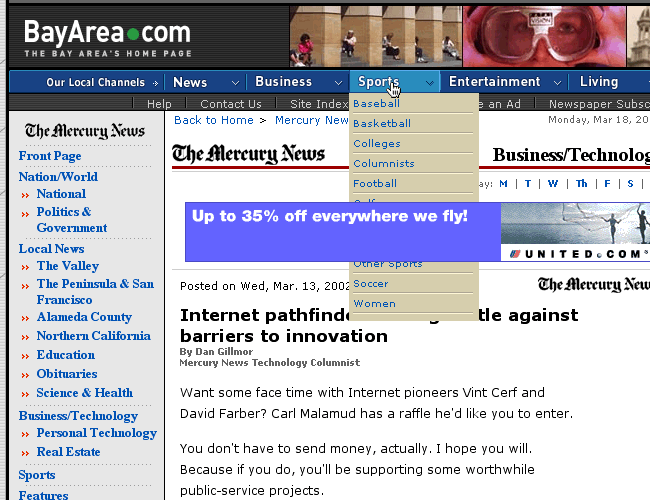 BayArea.com
THE BAY AREA'S HOME PAGE
Our Local Channels
News
Business
Sports
Entertainment
Living
Help
Contact Us
Site Index
e an Ad
Newspaper Subsc
The Mercury News
Front Page
Nation/World
National
Politics &
Government
Local News
The Valley
The Peninsula & San
Francisco
Alameda County
Northern California
Education
Obituaries
Science & Health
Business/Technology
Personal Technology
Real Estate
Sports
Features
Back to Home > Mercury New
Monday, Mar 18, 20
Baseball
Basketball
Colleges
Columnists
Football
Other Sports
Soccer
Women
The Mercury News
Business/Technolog
ay: M | T | W | Th | F | S |
Up to 35% off everywhere we fly!
UNITED.COM
Posted on Wed, Mar. 13, 2002
The Mercury New
Internet pathfinde g tle against
barriers to innovation
By Dan Gillmor
Mercury News Technology Columnist
Want some face time with Internet pioneers Vint Cerf and
David Farber? Carl Malamud has a raffle he'd like you to enter.
You don't have to send money, actually. I hope you will.
Because if you do, you'll be supporting some worthwhile
public-service projects.